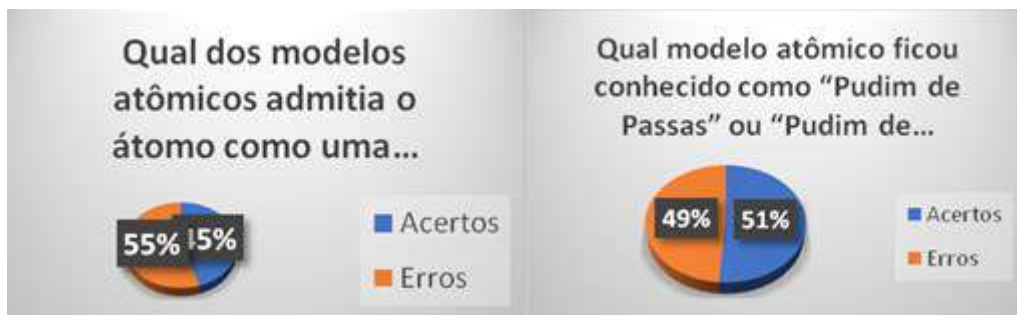 Qual dos modelos
atômicos admitia o
átomo como uma...
55%
5%
Acertos
Erros
Qual modelo atômico ficou
conhecido como “Pudim de
Passas” ou “Pudim de...
49%
51%
Acertos
Erros